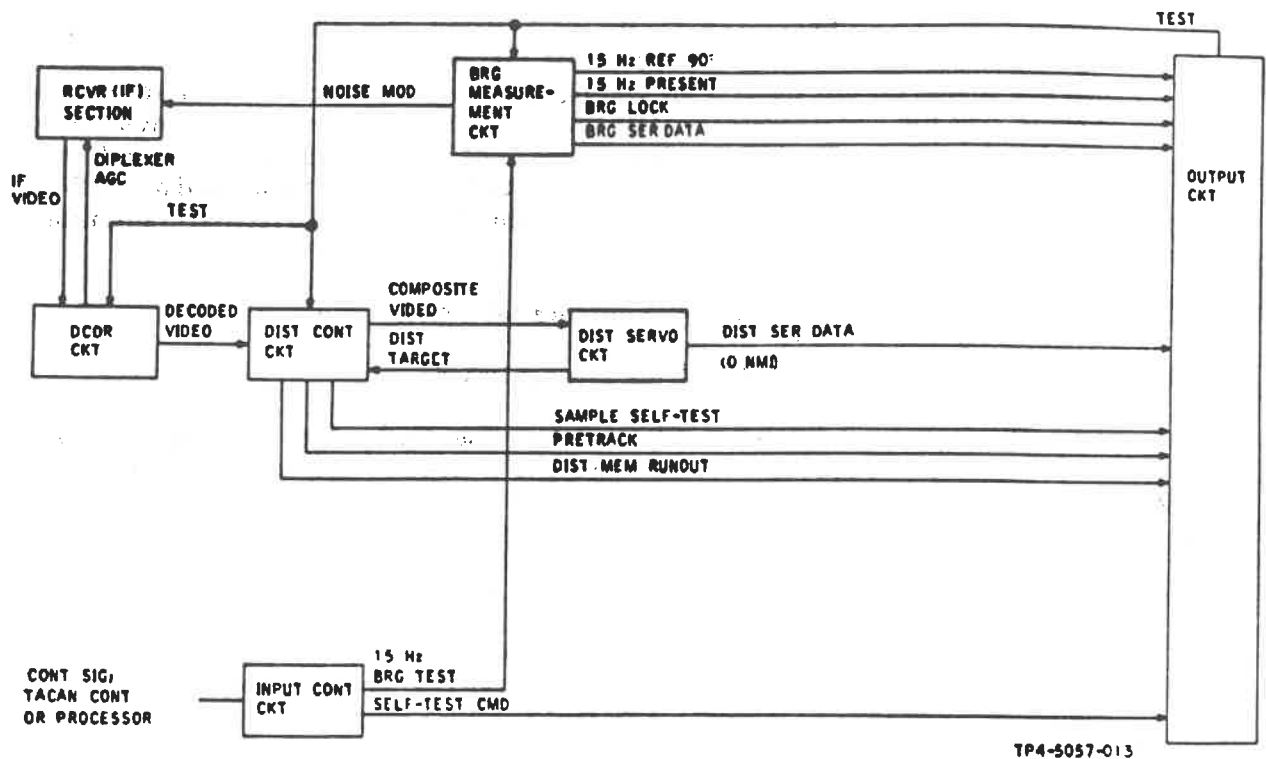 TEST
15 Hz REF 90°
15 Hz PRESENT
BRG LOCK
BRG SER DATA
BRG
MEASURE-
MENT
CKT
RCVR (IF)
SECTION
NOISE MOD
DIPLEXER
AGC
IF
VIDEO
TEST
OUTPUT
CKT
DCDR
CKT
DECODED
VIDEO
DIST CONT
CKT
COMPOSITE
VIDEO
DIST
TARGET
DIST SERVO
CKT
DIST SER DATA
(0 NMI)
SAMPLE SELF-TEST
PRETRACK
DIST MEM RUNOUT
CONT SIG,
TACAN CONT
OR PROCESSOR
INPUT CONT
CKT
15 Hz
BRG TEST
SELF-TEST CMD
TP4-5057-013